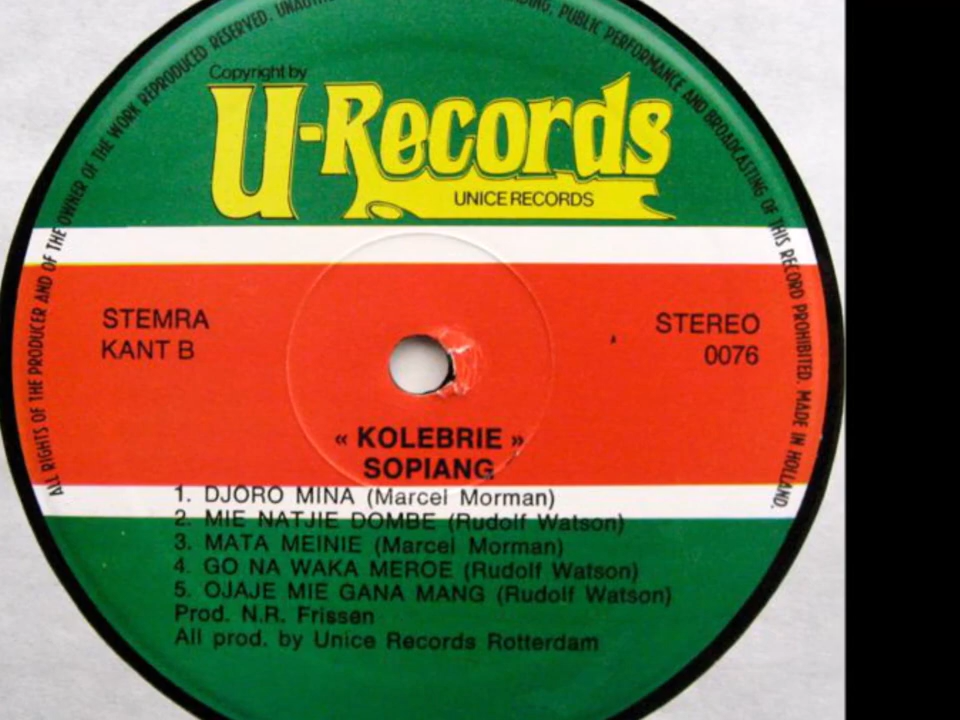 ALL RIGHTS OF THE PRODUCER AND OF THE OWNER OF THE WORK REPRODUCED RESERVED. PUBLIC PERFORMANCE AND BROADCASTING OF THIS RECORD PROHIBITED. MADE IN HOLLAND.
Copyright by
U-Records
UNICE RECORDS
STEMRA
KANT B
STEREO
0076
« KOLEBRIE »
SOPIANG
1. DJORO MINA (Marcel Morman)
2. MIE NATJIE DOMBE (Rudolf Watson)
3. MATA MEINIE (Marcel Morman)
4. GO NA WAKA MEROE (Rudolf Watson)
5. OJAJE MIE GANA MANG (Rudolf Watson)
Prod. N.R. Frissen
All prod. by Unice Records Rotterdam